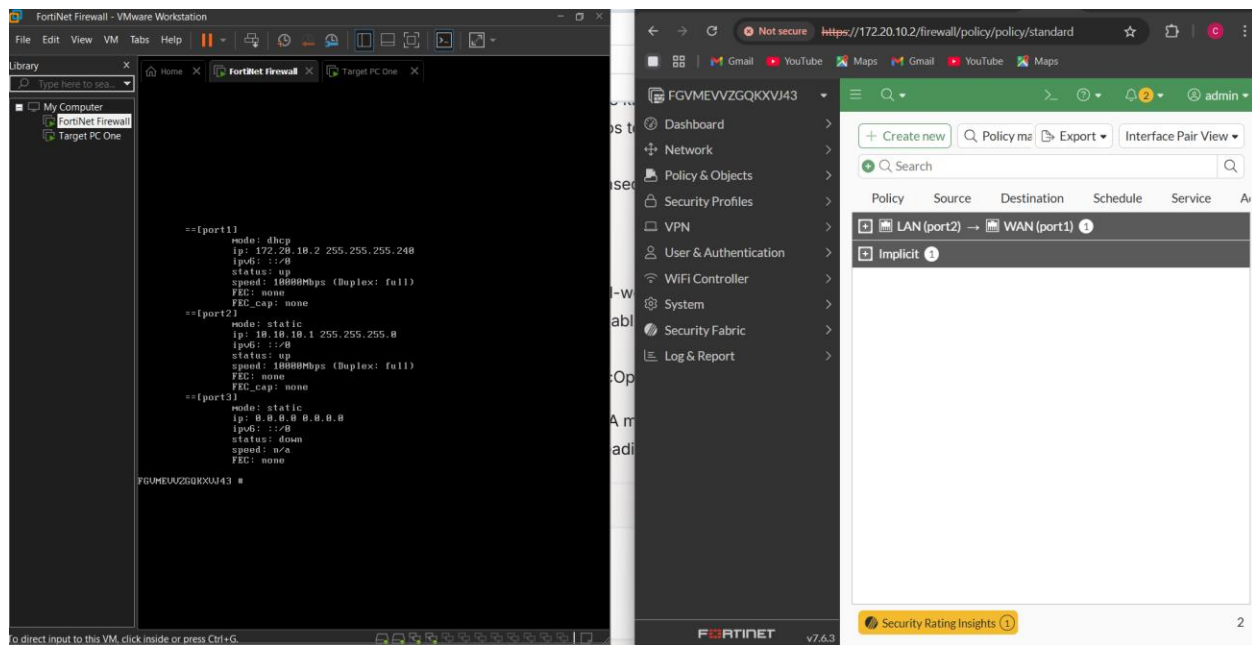 FortiNet Firewall - VMware Workstation
File Edit View VM Tabs Help
Library
Type here to sea...
My Computer
FortiNet Firewall
Target PC One
Home
FortiNet Firewall
Target PC One
==[port1]
mode: dhcp
ip: 172.20.10.2 255.255.255.240
ipv6: ::/0
status: up
speed: 10000Mbps (Duplex: full)
FEC: none
FEC_cap: none
==[port2]
mode: static
ip: 10.10.10.1 255.255.255.0
ipv6: ::/0
status: up
speed: 10000Mbps (Duplex: full)
FEC: none
FEC_cap: none
==[port3]
mode: static
ip: 0.0.0.0 0.0.0.0
ipv6: ::/0
status: down
speed: n/a
FEC: none
FGVMEVVZGQKXVJ43 #
To direct input to this VM, click inside or press Ctrl+G.
Not secure https://172.20.10.2/firewall/policy/policy/standard
C
Gmail YouTube Maps Gmail YouTube Maps
FGVMEVVZGQKXVJ43
2
admin
Dashboard
Network
Policy & Objects
Security Profiles
VPN
User & Authentication
WiFi Controller
System
Security Fabric
Log & Report
FORTINET v7.6.3
+ Create new
Policy ma
Export
Interface Pair View
Search
Policy Source Destination Schedule Service
LAN (port2) → WAN (port1) 1
Implicit 1
Security Rating Insights 1
2